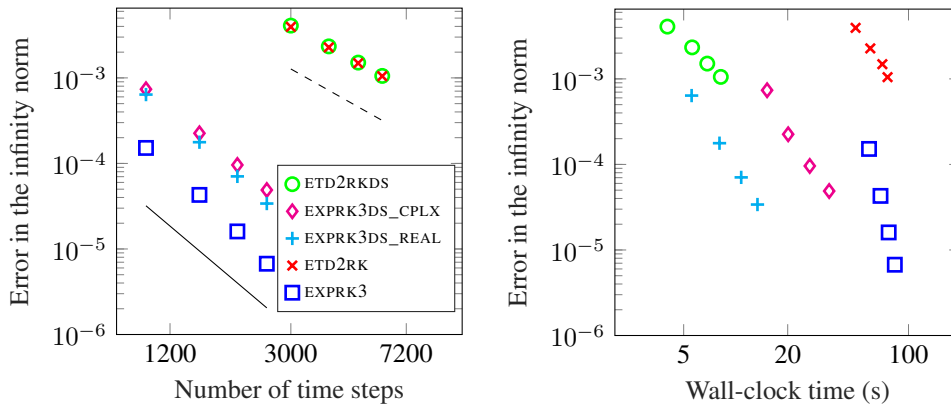 Error in the infinity norm
10−3
10−4
10−5
10−6
1200
3000
7200
Number of time steps
ETD2RKDS
EXPRK3DS_CPLX
EXPRK3DS_REAL
ETD2RK
EXPRK3
Error in the infinity norm
10−3
10−4
10−5
10−6
5
20
100
Wall-clock time (s)